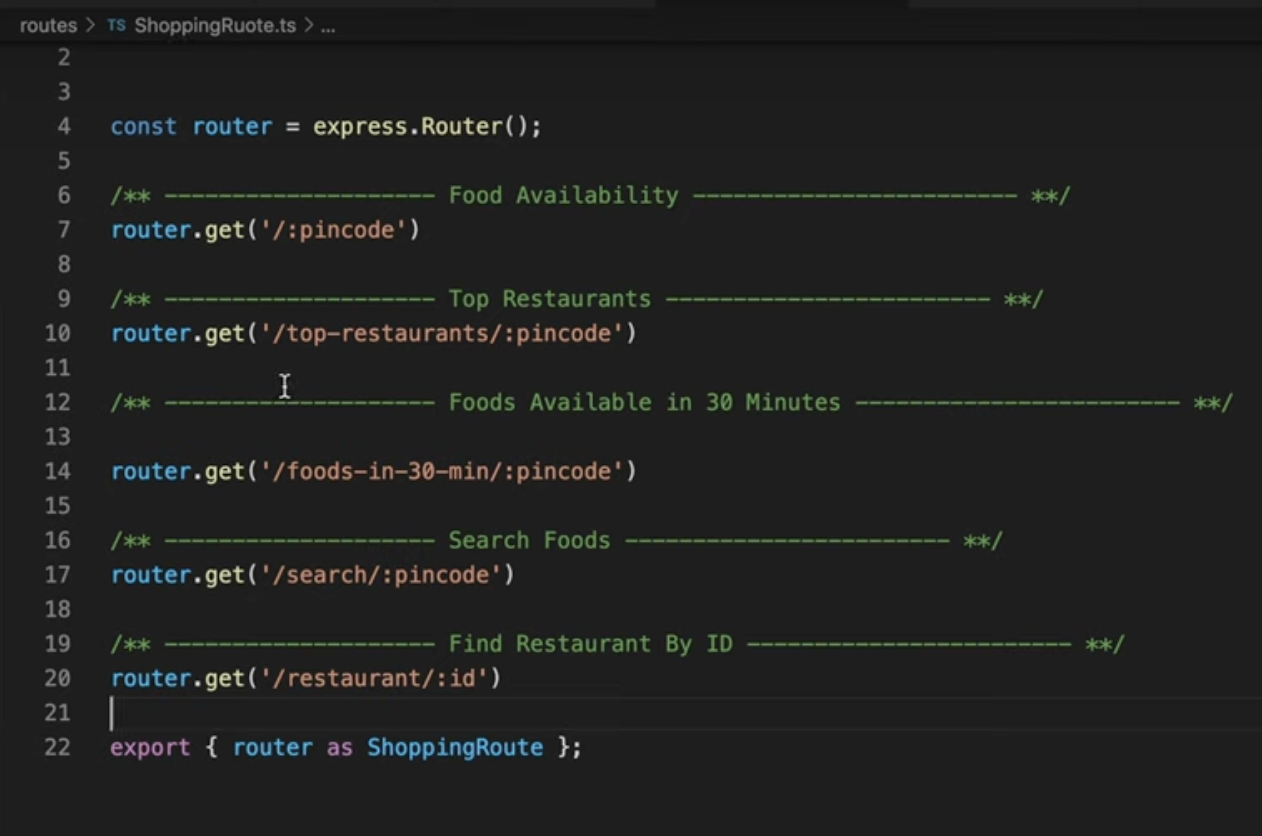 routes > TS ShoppingRuote.ts > ...
2
3
4 const router = express.Router();
5
6 /** -------------------- Food Availability ------------------------ **/
7 router.get('/:pincode')
8
9 /** -------------------- Top Restaurants ------------------------ **/
10 router.get('/top-restaurants/:pincode')
11
12 /** -------------------- Foods Available in 30 Minutes ------------------------ **/
13
14 router.get('/foods-in-30-min/:pincode')
15
16 /** -------------------- Search Foods ------------------------ **/
17 router.get('/search/:pincode')
18
19 /** -------------------- Find Restaurant By ID ------------------------ **/
20 router.get('/restaurant/:id')
21
22 export { router as ShoppingRoute };